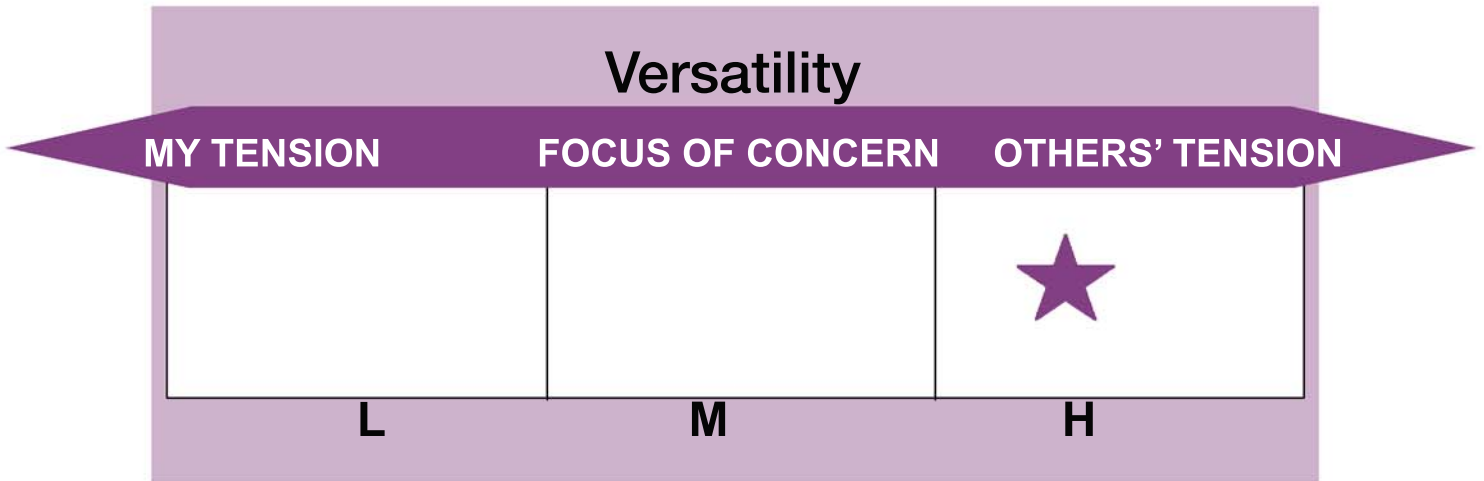 Versatility
MY TENSION FOCUS OF CONCERN OTHERS’ TENSION
L M H